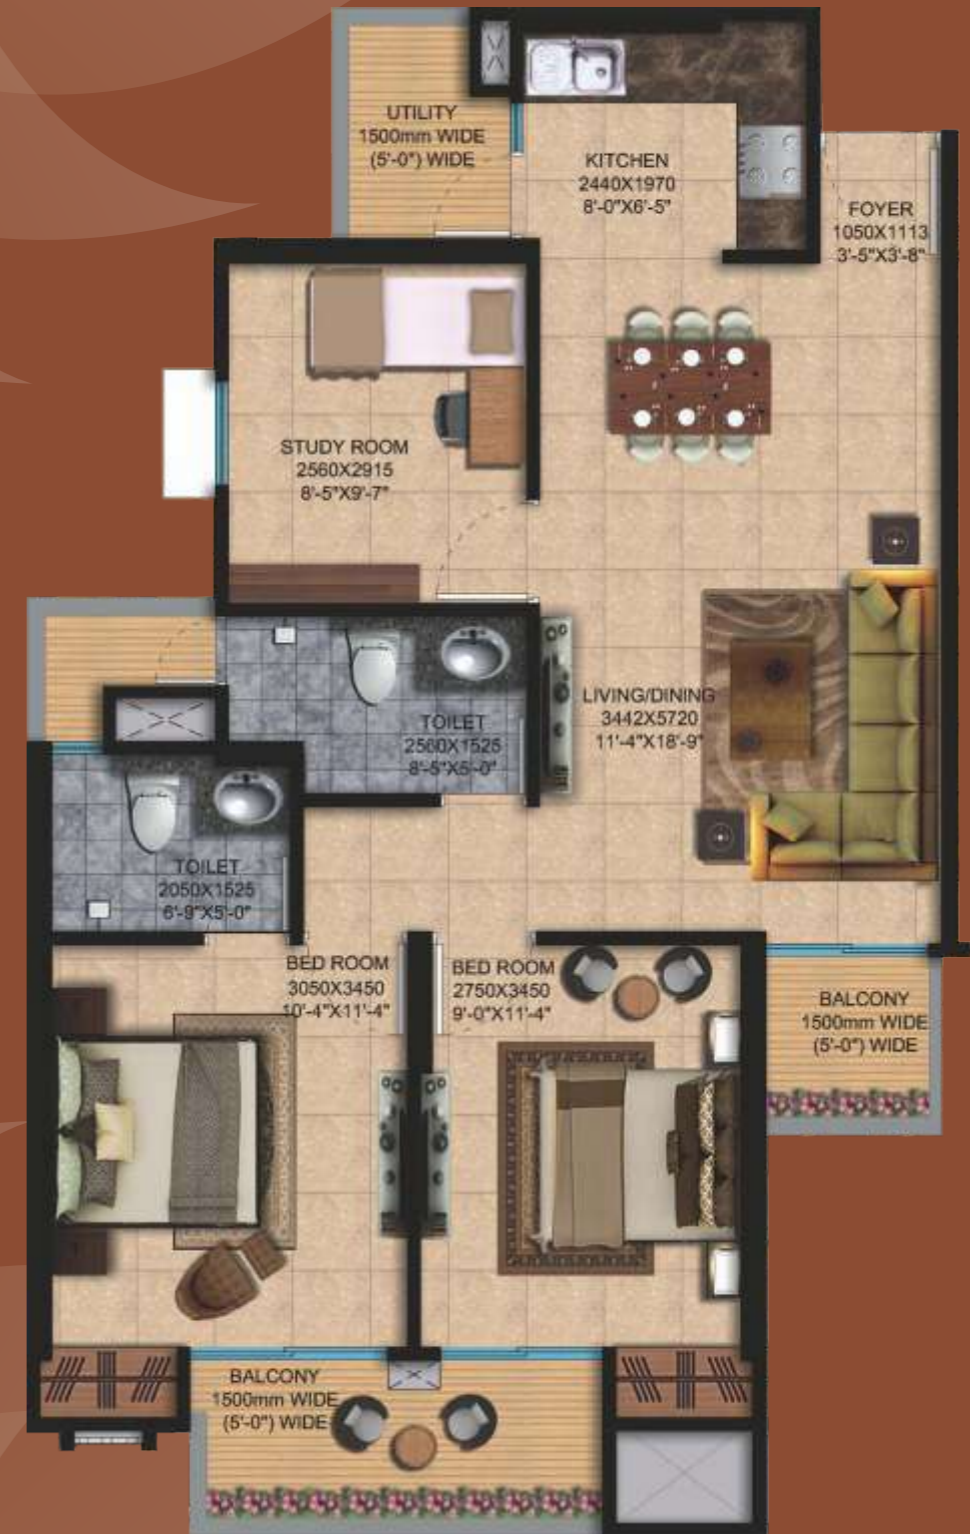 UTILITY
1500mm WIDE
(5'-0") WIDE
KITCHEN
2440X1970
8'-0"X6'-5"
FOYER
1050X1113
3'-5"X3'-8"
STUDY ROOM
2560X2915
8'-5"X9'-7"
LIVING/DINING
3442X5720
11'-4"X18'-9"
TOILET
2560X1525
8'-5"X5'-0"
TOILET
2050X1525
6'-9"X5'-0"
BED ROOM
3050X3450
10'-4"X11'-4"
BED ROOM
2750X3450
9'-0"X11'-4"
BALCONY
1500mm WIDE
(5'-0") WIDE
BALCONY
1500mm WIDE
(5'-0") WIDE